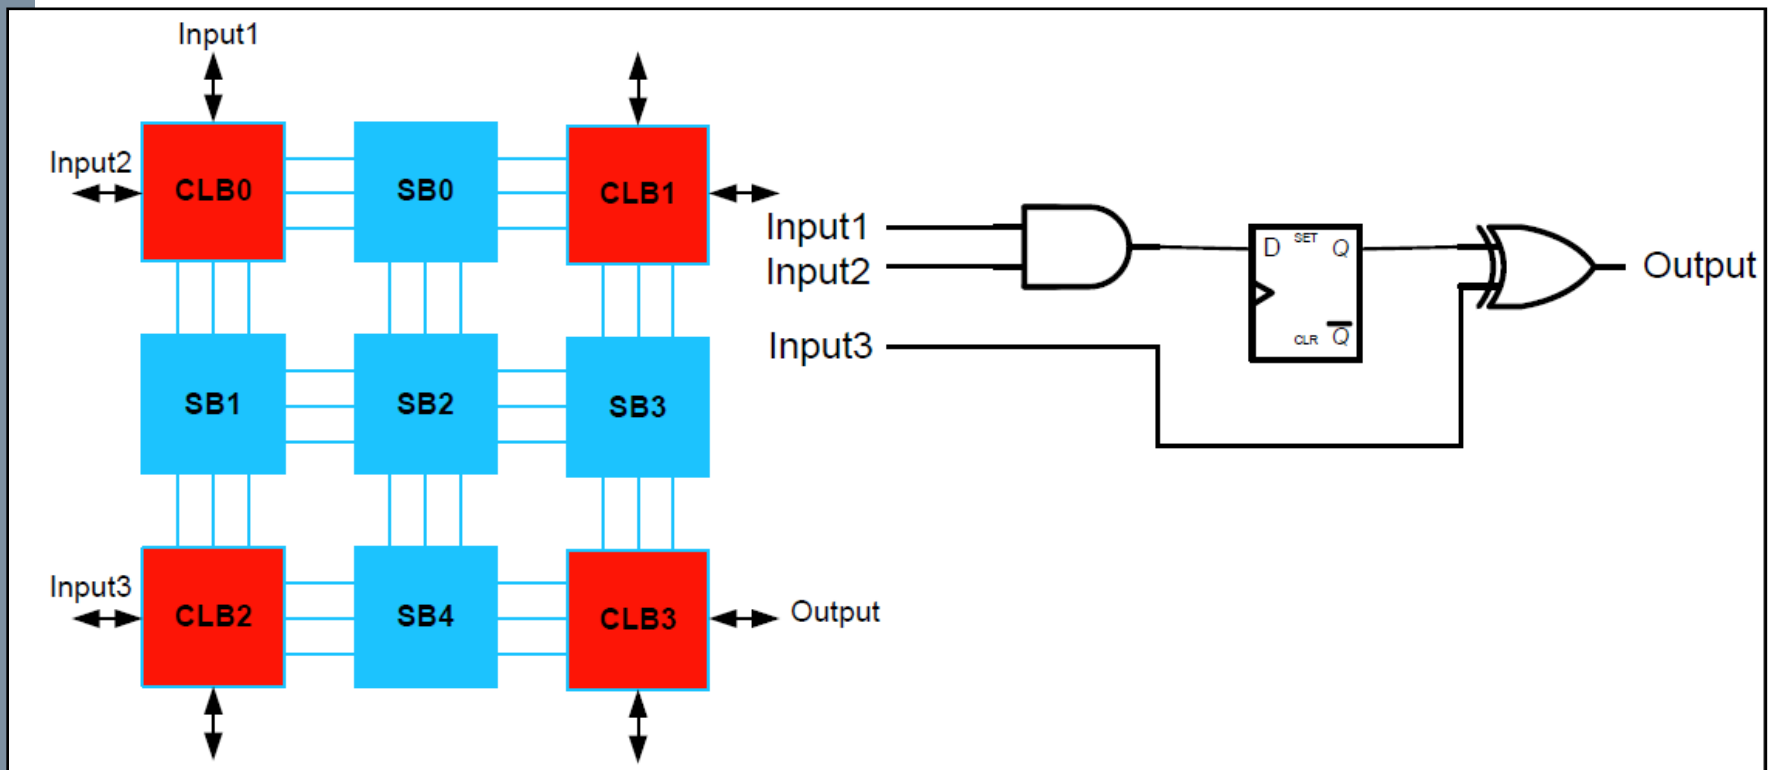 Input1
Input2
CLB0
SB0
CLB1
SB1
SB2
SB3
Input3
CLB2
SB4
CLB3
Output
Input1
Input2
Input3
D
SET
Q
CLR
Q
Output